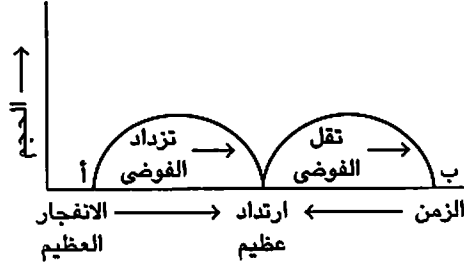 الحجم
تزداد
الفوضى
تقل
الفوضى
أ
ب
الانفجار
العظيم
ارتداد
عظيم
الزمن